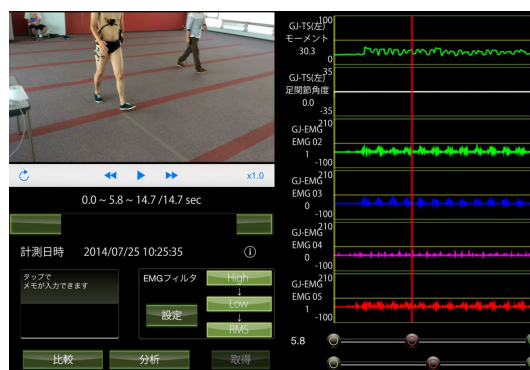 x1.0
0.0 ~ 5.8 ~ 14.7 /14.7 sec
計測日時 2014/07/25 10:25:35
タップで
メモが入力できます
EMGフィルタ
High
↓
Low
↓
RMS
設定
比較
分析
取得
GJ-TS(左)
モーメント
30.3
100
0
GJ-TS(左)
足関節角度
0.0
35
-35
GJ-EMG
EMG 02
1
210
-100
GJ-EMG
EMG 03
0
210
-100
GJ-EMG
EMG 04
0
210
-100
GJ-EMG
EMG 05
1
210
-100
5.8